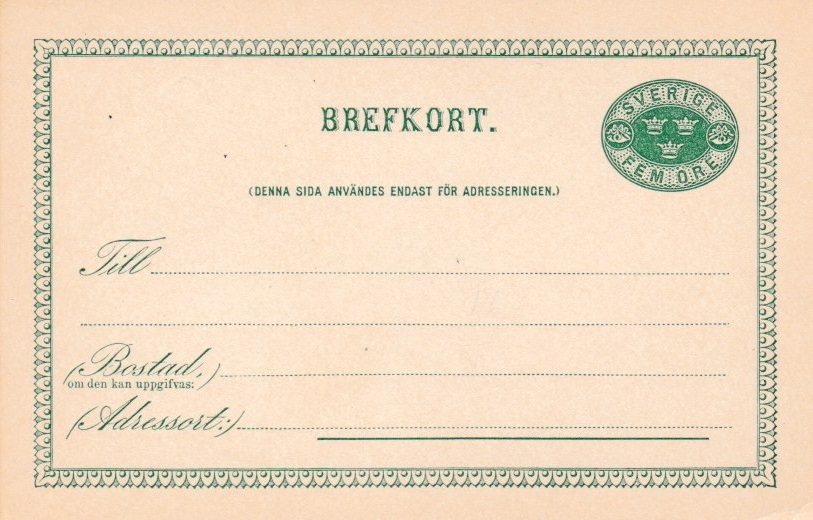 BREFKORT.
SVERIGE
FEM ÖRE
(DENNA SIDA ANVÄNDES ENDAST FÖR ADRESSERINGEN.)
Till
(Bostad,)
om den kan uppgifvas:
(Adressort:)